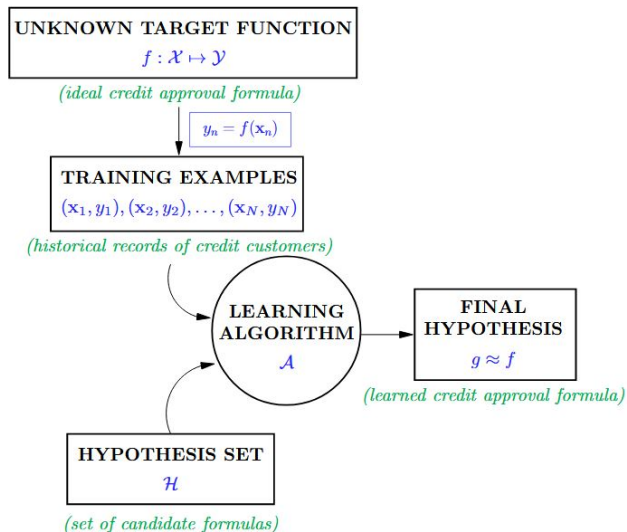 UNKNOWN TARGET FUNCTION
f : 𝒳 ↦ 𝒴
(ideal credit approval formula)
yₙ = f(𝐱ₙ)
TRAINING EXAMPLES
(𝐱₁, y₁), (𝐱₂, y₂), . . . , (𝐱_N, y_N)
(historical records of credit customers)
LEARNING
ALGORITHM
𝒜
FINAL
HYPOTHESIS
g ≈ f
(learned credit approval formula)
HYPOTHESIS SET
ℋ
(set of candidate formulas)